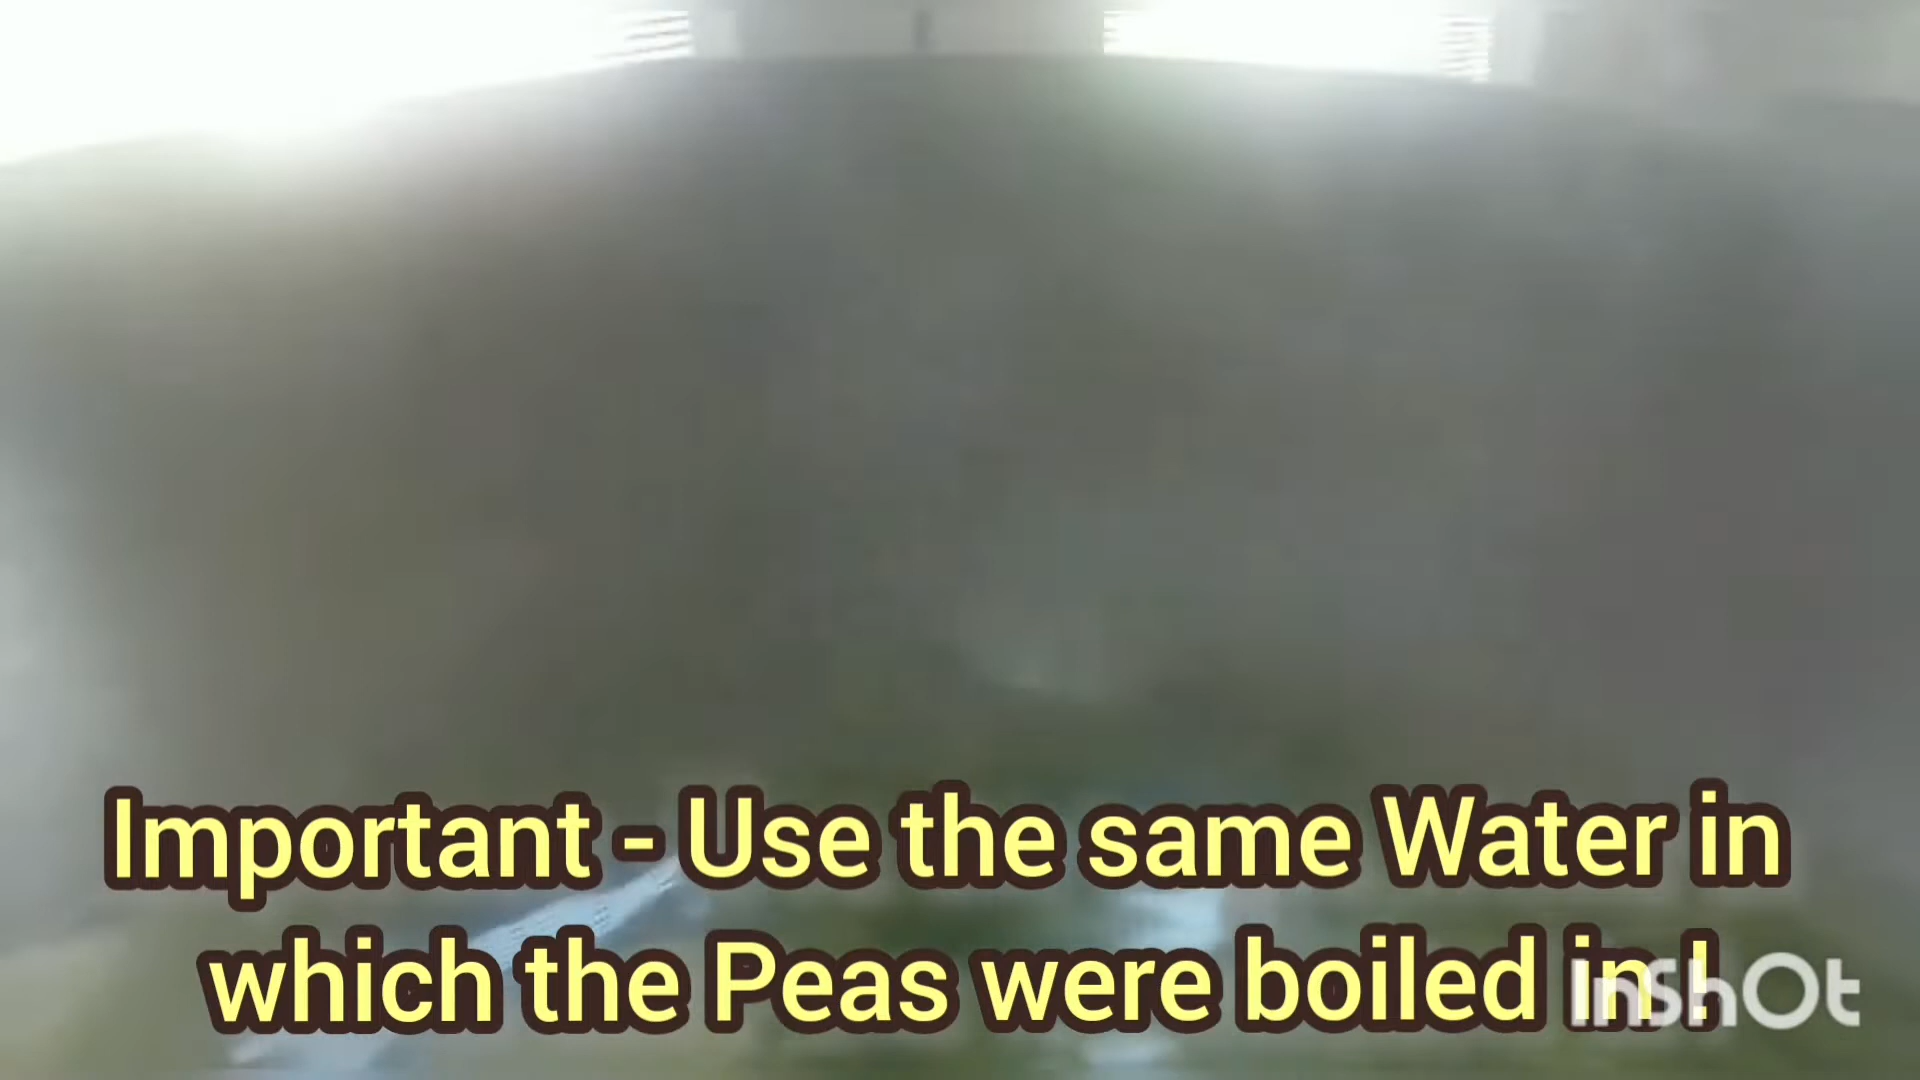 Important - Use the same Water in
which the Peas were boiled in !
InShOt